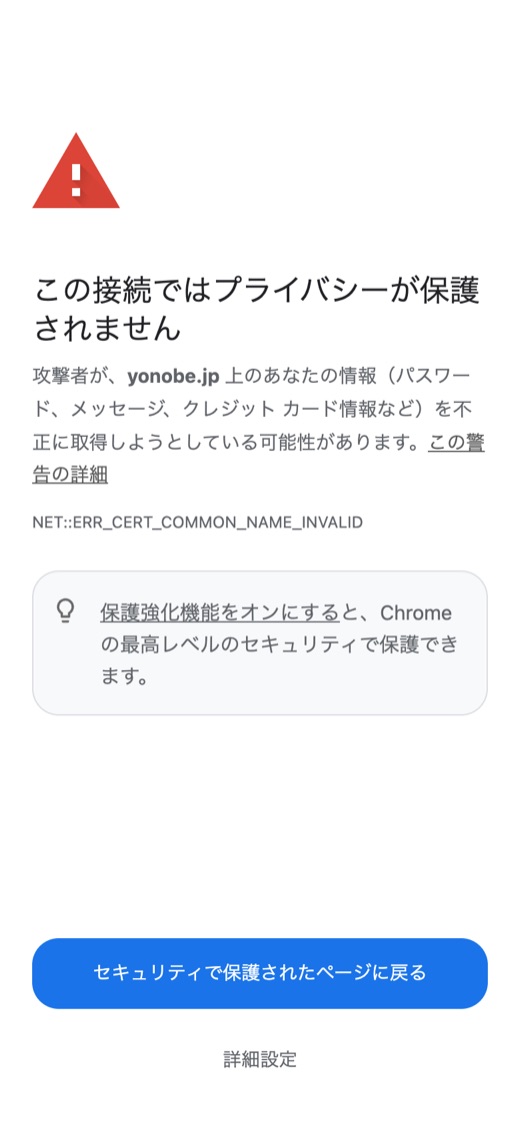 この接続ではプライバシーが保護
されません
攻撃者が、yonobe.jp 上のあなたの情報（パスワー
ド、メッセージ、クレジット カード情報など）を不
正に取得しようとしている可能性があります。この警
告の詳細
NET::ERR_CERT_COMMON_NAME_INVALID
保護強化機能をオンにすると、Chrome
の最高レベルのセキュリティで保護でき
ます。
セキュリティで保護されたページに戻る
詳細設定